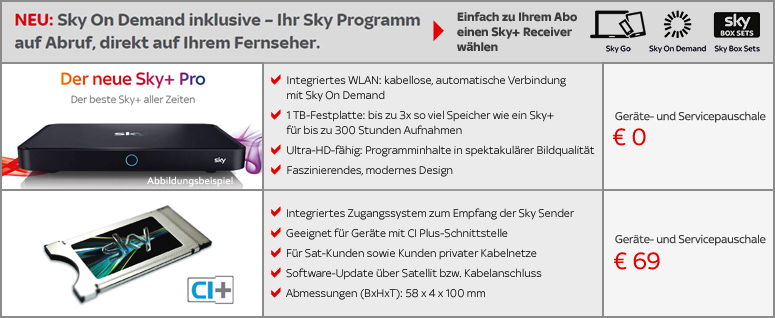 NEU: Sky On Demand inklusive – Ihr Sky Programm
auf Abruf, direkt auf Ihrem Fernseher.
Einfach zu Ihrem Abo
einen Sky+ Receiver
wählen
Sky Go
Sky On Demand
sky
BOX SETS
Sky Box Sets
Der neue Sky+ Pro
Der beste Sky+ aller Zeiten
sky
sky
Abbildungsbeispiel
Integriertes WLAN: kabellose, automatische Verbindung
mit Sky On Demand
1 TB-Festplatte: bis zu 3x so viel Speicher wie ein Sky+
für bis zu 300 Stunden Aufnahmen
Ultra-HD-fähig: Programminhalte in spektakulärer Bildqualität
Faszinierendes, modernes Design
Geräte- und Servicepauschale
€ 0
SKY
CI+
Integriertes Zugangssystem zum Empfang der Sky Sender
Geeignet für Geräte mit CI Plus-Schnittstelle
Für Sat-Kunden sowie Kunden privater Kabelnetze
Software-Update über Satellit bzw. Kabelanschluss
Abmessungen (BxHxT): 58 x 4 x 100 mm
Geräte- und Servicepauschale
€ 69